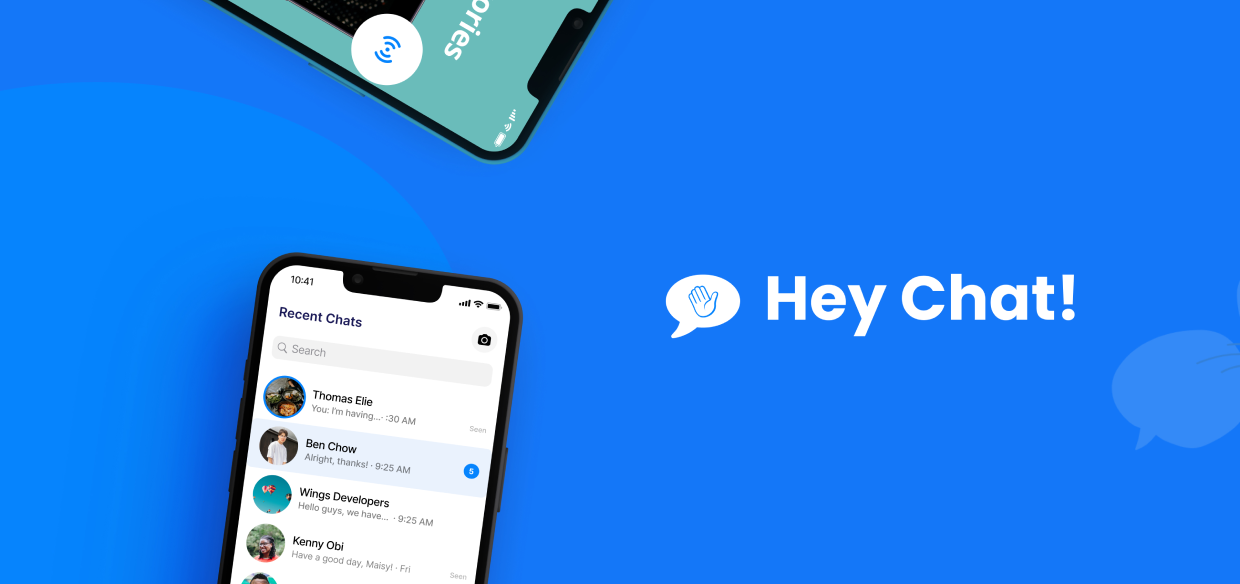 ories
Hey Chat!
10:41
Recent Chats
Search
Thomas Elie
You: I'm having...· :30 AM
Seen
Ben Chow
Alright, thanks! · 9:25 AM
5
Wings Developers
Hello guys, we have... · 9:25 AM
Kenny Obi
Have a good day, Maisy! · Fri
Seen